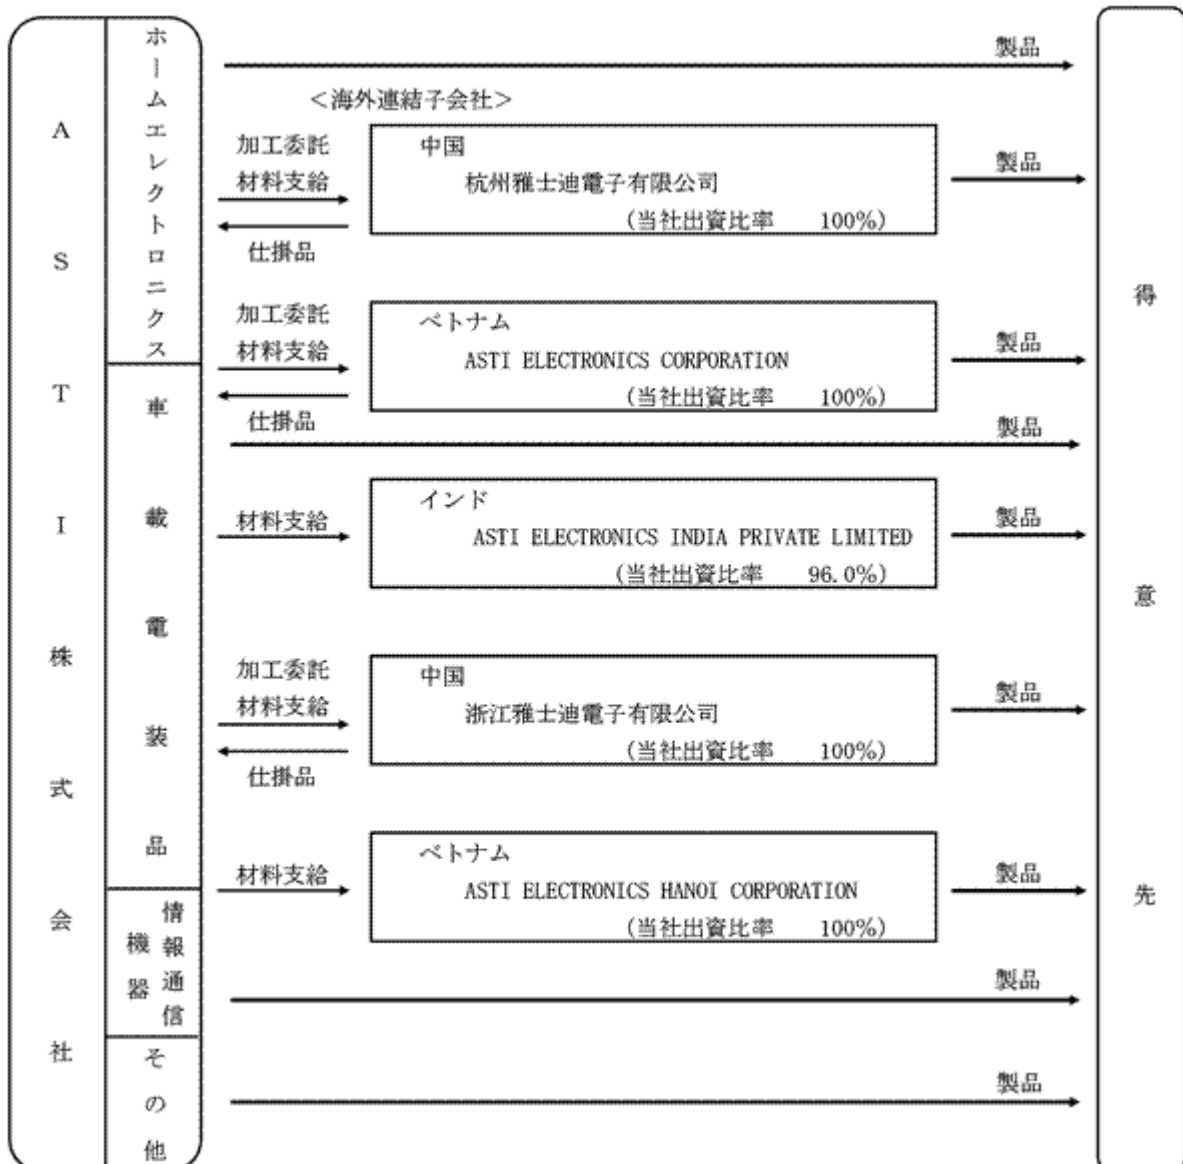 ASTI株式会社
ホームエレクトロニクス
車載電装品
情報通信
機器
その他
製品
＜海外連結子会社＞
加工委託
材料支給
仕掛品
中国
杭州雅士迪電子有限公司
（当社出資比率　100%）
製品
加工委託
材料支給
仕掛品
ベトナム
ASTI ELECTRONICS CORPORATION
（当社出資比率　100%）
製品
製品
材料支給
インド
ASTI ELECTRONICS INDIA PRIVATE LIMITED
（当社出資比率　96.0%）
製品
加工委託
材料支給
仕掛品
中国
浙江雅士迪電子有限公司
（当社出資比率　100%）
製品
材料支給
ベトナム
ASTI ELECTRONICS HANOI CORPORATION
（当社出資比率　100%）
製品
製品
製品
得意先